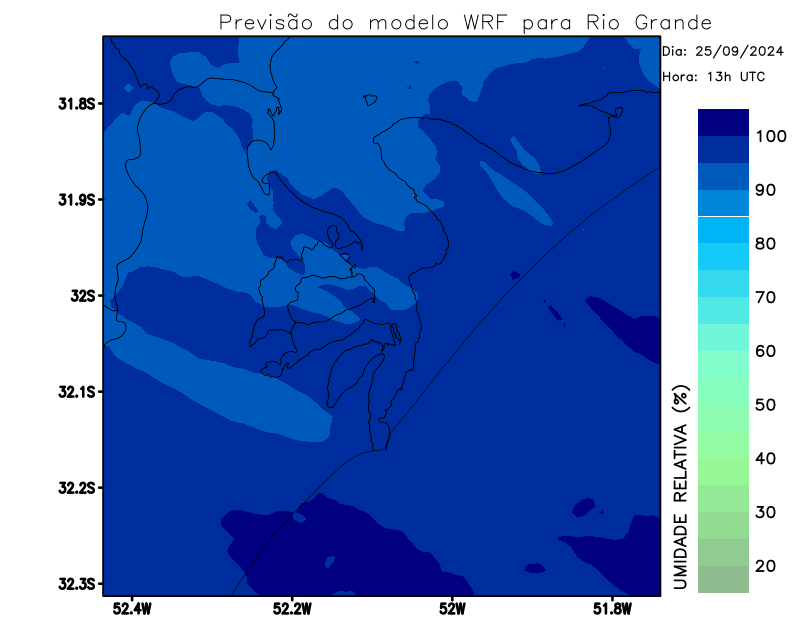 Previsão do modelo WRF para Rio Grande
Dia: 25/09/2024
Hora: 13h UTC
31.8S
31.9S
32S
32.1S
32.2S
32.3S
52.4W
52.2W
52W
51.8W
UMIDADE RELATIVA (%)
100
90
80
70
60
50
40
30
20